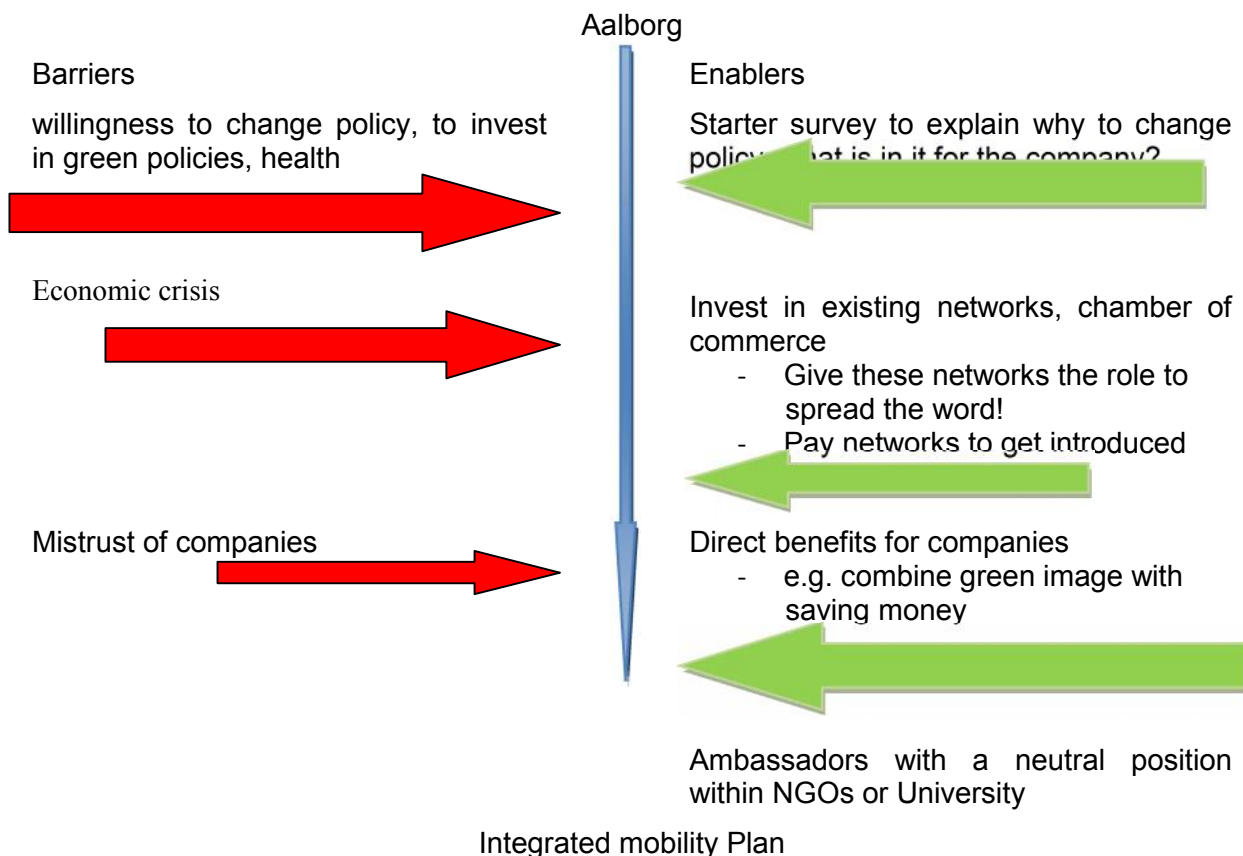 Aalborg
Barriers
willingness to change policy, to invest
in green policies, health
Economic crisis
Mistrust of companies
Enablers
Starter survey to explain why to change
is in it for the company?
Invest in existing networks, chamber of
commerce
- Give these networks the role to
spread the word!
- Pay networks to get introduced
Direct benefits for companies
- e.g. combine green image with
saving money
Ambassadors with a neutral position
within NGOs or University
Integrated mobility Plan